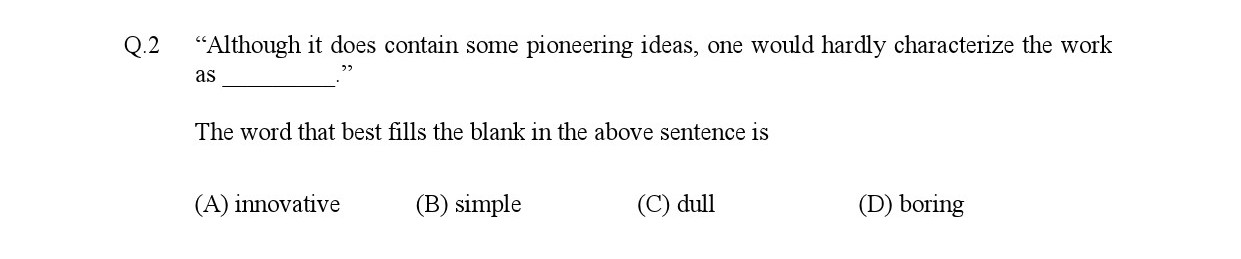 Q.2 “Although it does contain some pioneering ideas, one would hardly characterize the work
as _________.”
The word that best fills the blank in the above sentence is
(A) innovative (B) simple (C) dull (D) boring